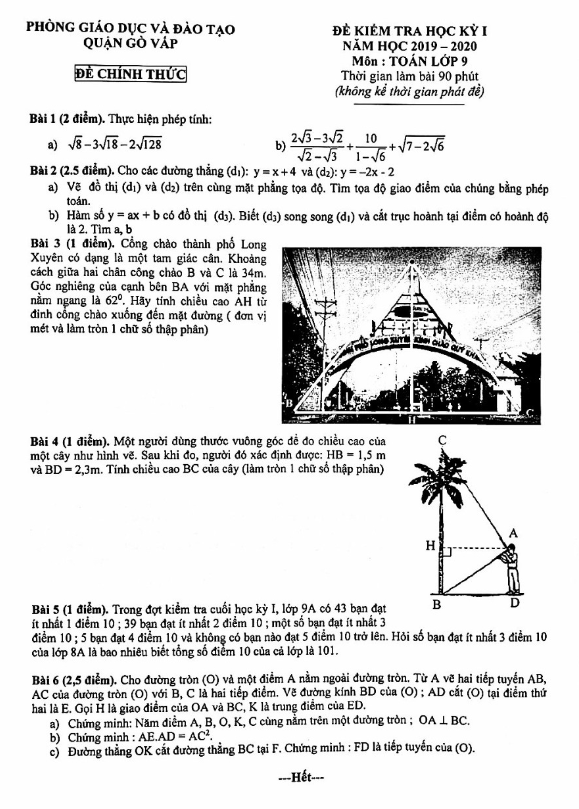 PHÒNG GIÁO DỤC VÀ ĐÀO TẠO
QUẬN GÒ VẤP
ĐỀ CHÍNH THỨC
ĐỀ KIỂM TRA HỌC KỲ I
NĂM HỌC 2019 – 2020
Môn : TOÁN LỚP 9
Thời gian làm bài 90 phút
(không kể thời gian phát đề)
Bài 1 (2 điểm). Thực hiện phép tính:
a) √8 − 3√18 − 2√128
b) (2√3 − 3√2)/(√2 − √3) + 10/(1 − √6) + √(7 − 2√6)
Bài 2 (2.5 điểm). Cho các đường thẳng (d₁): y = x + 4 và (d₂): y = –2x - 2
a) Vẽ đồ thị (d₁) và (d₂) trên cùng mặt phẳng tọa độ. Tìm tọa độ giao điểm của chúng bằng phép
toán.
b) Hàm số y = ax + b có đồ thị (d₃). Biết (d₃) song song (d₁) và cắt trục hoành tại điểm có hoành độ
là 2. Tìm a, b
Bài 3 (1 điểm). Cổng chào thành phố Long
Xuyên có dạng là một tam giác cân. Khoảng
cách giữa hai chân cổng chào B và C là 34m.
Góc nghiêng của cạnh bên BA với mặt phẳng
nằm ngang là 62⁰. Hãy tính chiều cao AH từ
đỉnh cổng chào xuống đến mặt đường ( đơn vị
mét và làm tròn 1 chữ số thập phân)
PHỐ LONG XUYÊN KÍNH CHÀO QUÝ KHÁCH
B
C
Bài 4 (1 điểm). Một người dùng thước vuông góc để đo chiều cao của
một cây như hình vẽ. Sau khi đo, người đó xác định được: HB = 1,5 m
và BD = 2,3m. Tính chiều cao BC của cây (làm tròn 1 chữ số thập phân)
C
A
H
B
D
Bài 5 (1 điểm). Trong đợt kiểm tra cuối học kỳ I, lớp 9A có 43 bạn đạt
ít nhất 1 điểm 10 ; 39 bạn đạt ít nhất 2 điểm 10 ; một số bạn đạt ít nhất 3
điểm 10 ; 5 bạn đạt 4 điểm 10 và không có bạn nào đạt 5 điểm 10 trở lên. Hỏi số bạn đạt ít nhất 3 điểm 10
của lớp 8A là bao nhiêu biết tổng số điểm 10 của cả lớp là 101.
Bài 6 (2,5 điểm). Cho đường tròn (O) và một điểm A nằm ngoài đường tròn. Từ A vẽ hai tiếp tuyến AB,
AC của đường tròn (O) với B, C là hai tiếp điểm. Vẽ đường kính BD của (O) ; AD cắt (O) tại điểm thứ
hai là E. Gọi H là giao điểm của OA và BC, K là trung điểm của ED.
a) Chứng minh: Năm điểm A, B, O, K, C cùng nằm trên một đường tròn ; OA ⊥ BC.
b) Chứng minh : AE.AD = AC².
c) Đường thẳng OK cắt đường thẳng BC tại F. Chứng minh : FD là tiếp tuyến của (O).
---Hết---